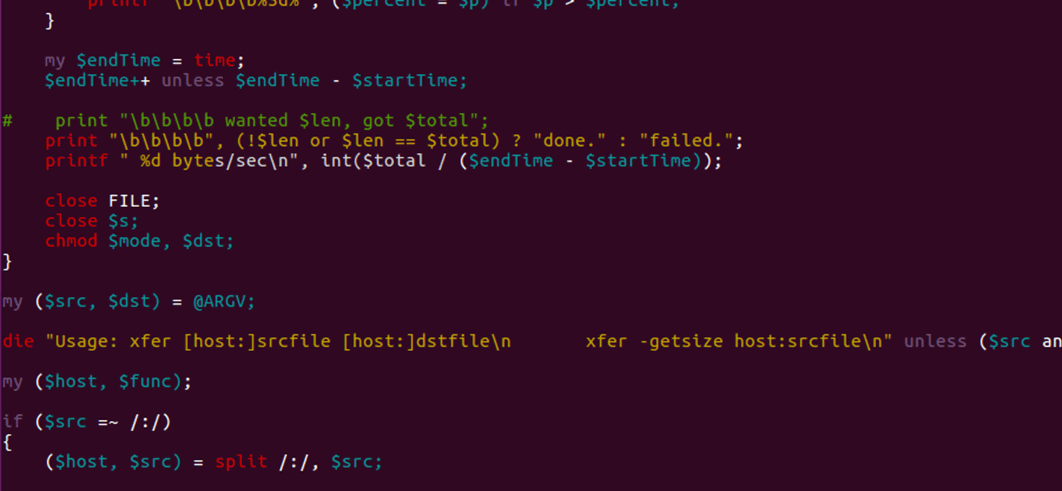 printf "\b\b\b\b%3d%", ($percent = $p) if $p > $percent;
    }

    my $endTime = time;
    $endTime++ unless $endTime - $startTime;

#    print "\b\b\b\b wanted $len, got $total";
    print "\b\b\b\b", (!$len or $len == $total) ? "done." : "failed.";
    printf " %d bytes/sec\n", int($total / ($endTime - $startTime));

    close FILE;
    close $s;
    chmod $mode, $dst;
}

my ($src, $dst) = @ARGV;

die "Usage: xfer [host:]srcfile [host:]dstfile\n       xfer -getsize host:srcfile\n" unless ($src an

my ($host, $func);

if ($src =~ /:/)
{
    ($host, $src) = split /:/, $src;